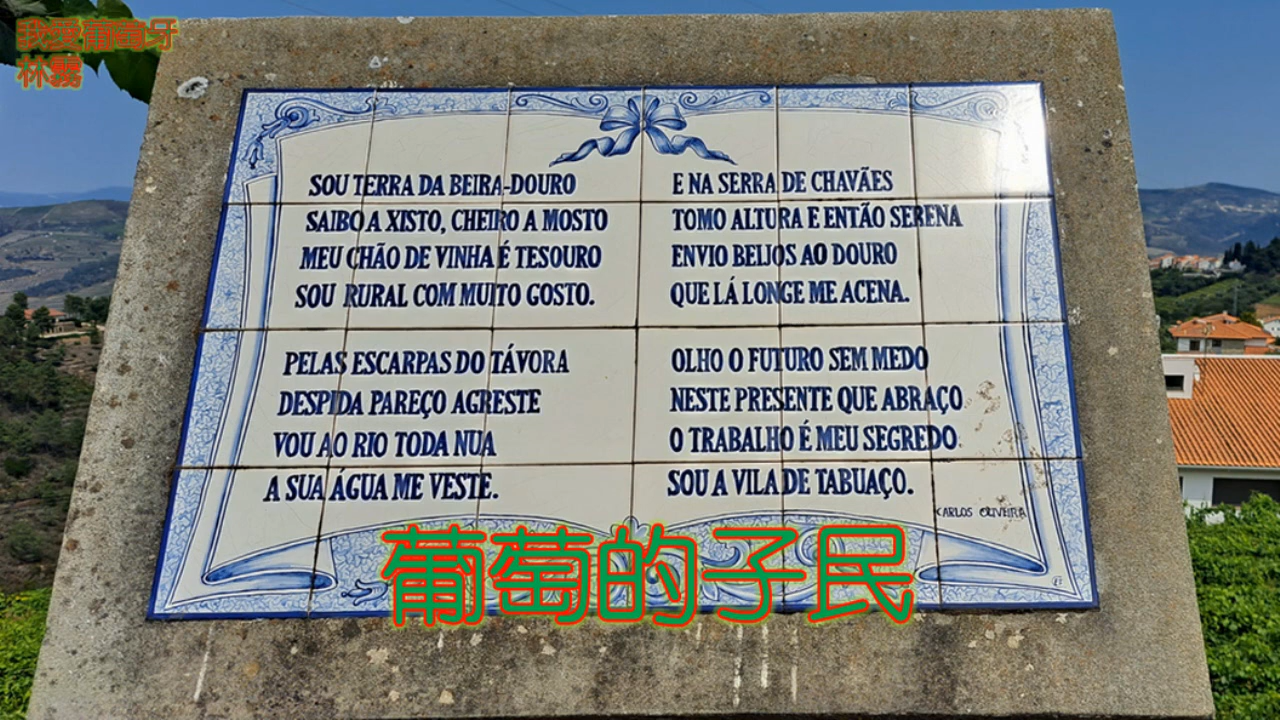 我愛葡萄牙
林霧
SOU TERRA DA BEIRA-DOURO
SAIBO A XISTO, CHEIRO A MOSTO
MEU CHÃO DE VINHA É TESOURO
SOU RURAL COM MUITO GOSTO.
PELAS ESCARPAS DO TÁVORA
DESPIDA PAREÇO AGRESTE
VOU AO RIO TODA NUA
A SUA ÁGUA ME VESTE.
E NA SERRA DE CHAVÃES
TOMO ALTURA E ENTÃO SERENA
ENVIO BEIJOS AO DOURO
QUE LÁ LONGE ME ACENA.
OLHO O FUTURO SEM MEDO
NESTE PRESENTE QUE ABRAÇO
O TRABALHO É MEU SEGREDO
SOU A VILA DE TABUAÇO.
CARLOS OLIVEIRA
葡萄的子民